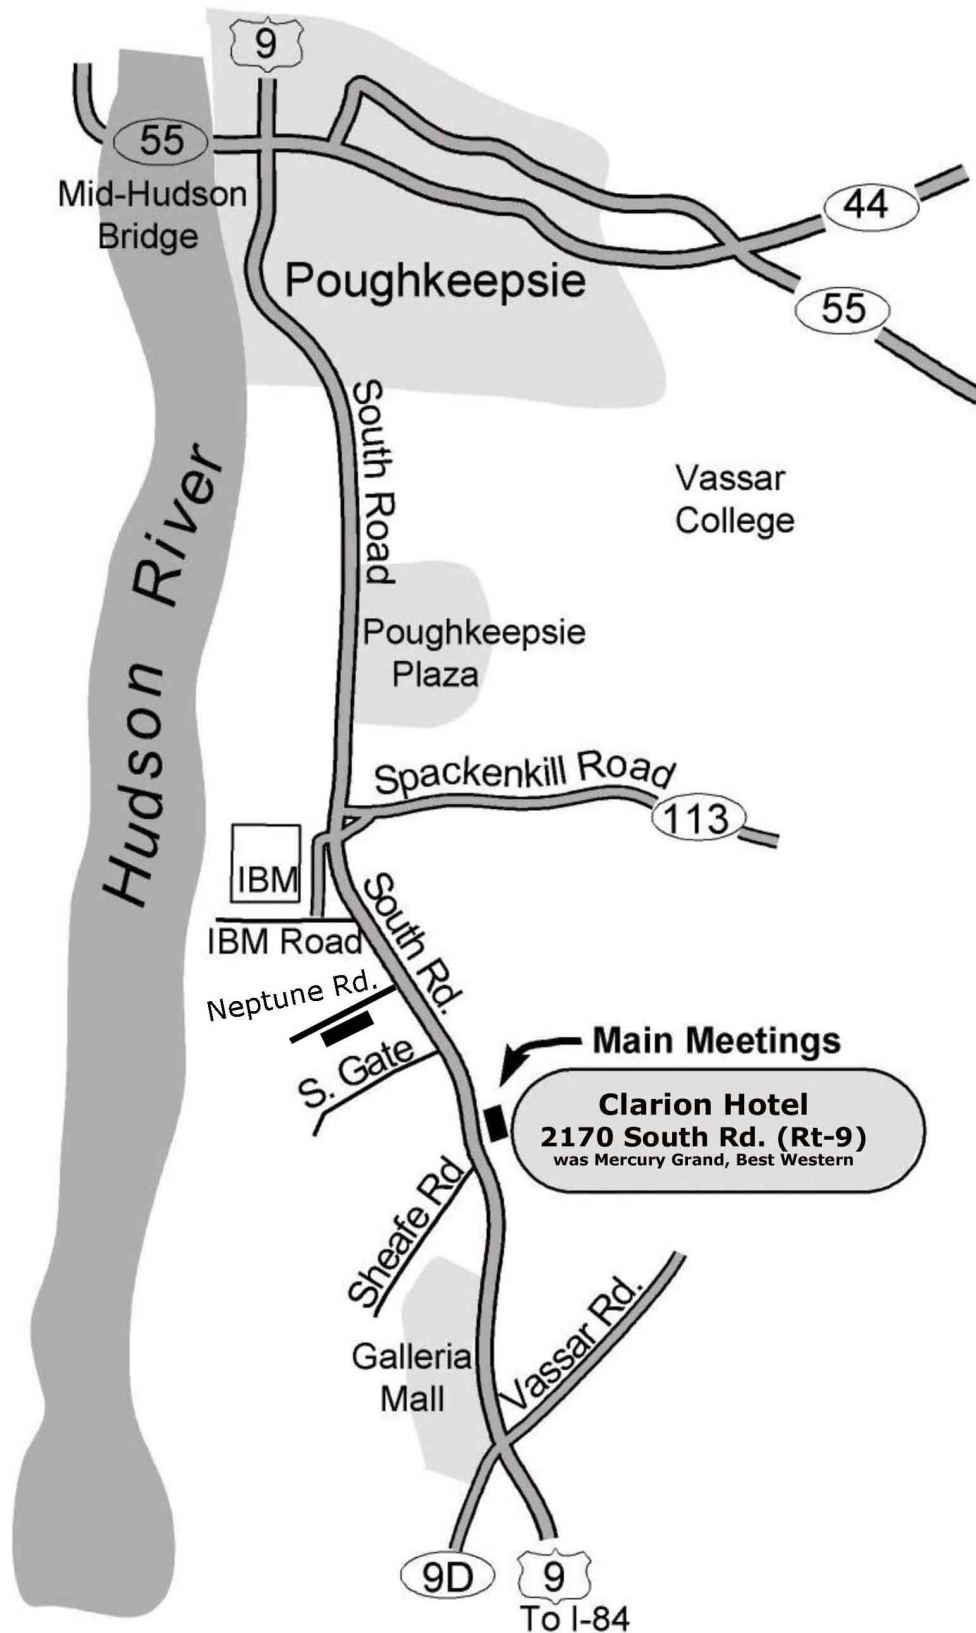 9
55
Mid-Hudson
Bridge
44
Poughkeepsie
55
South Road
Vassar
College
Hudson River
Poughkeepsie
Plaza
Spackenkill Road
113
IBM
South Rd.
IBM Road
Neptune Rd.
Main Meetings
S. Gate
Clarion Hotel
2170 South Rd. (Rt-9)
was Mercury Grand, Best Western
Sheafe Rd
Vassar Rd.
Galleria
Mall
9D
9
To I-84